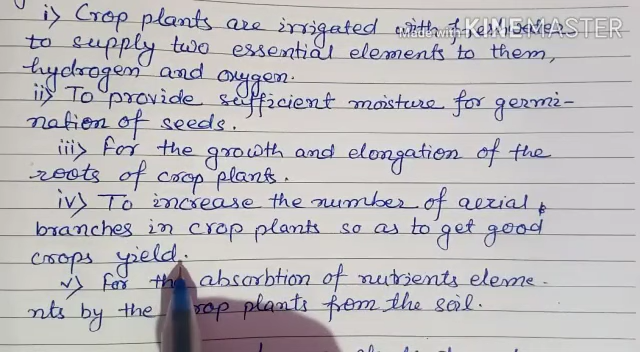 i) Crop plants are irrigated with
to supply two essential elements to them,
hydrogen and oxygen.
ii) To provide sufficient moisture for germi-
nation of seeds.
iii) For the growth and elongation of the
roots of crop plants.
iv) To increase the number of aerial
branches in crop plants so as to get good
crops yield.
v) For the absorbtion of nutrients eleme-
nts by the crop plants from the soil.
KINEMASTER